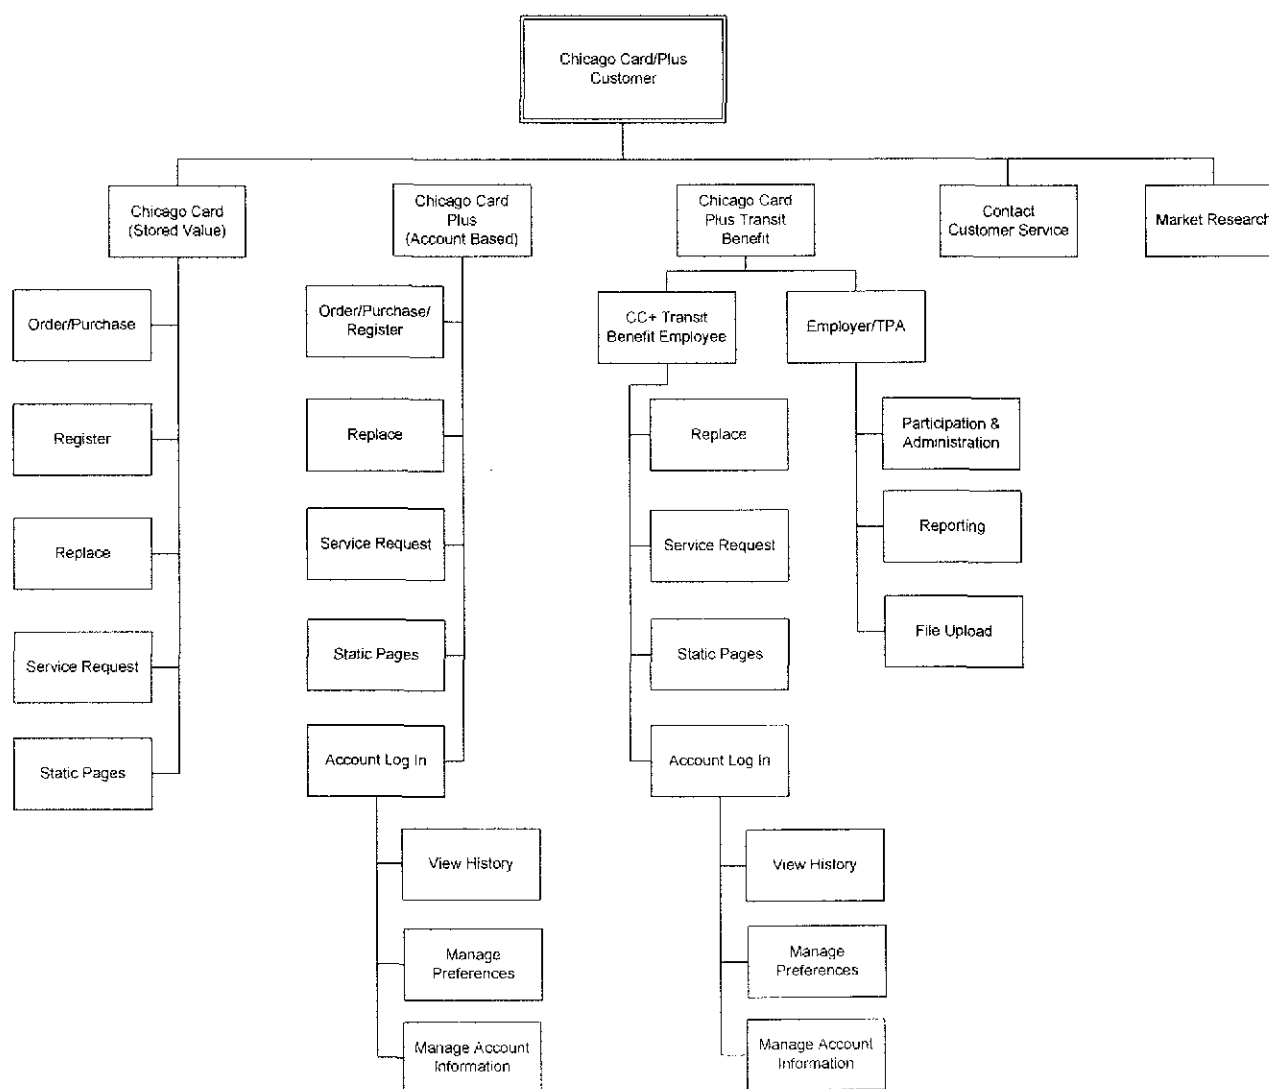 Chicago Card/Plus
Customer
Chicago Card
(Stored Value)
Chicago Card
Plus
(Account Based)
Chicago Card
Plus Transit
Benefit
Contact
Customer Service
Market Research
Order/Purchase
Order/Purchase/
Register
CC+ Transit
Benefit Employee
Employer/TPA
Register
Replace
Replace
Participation &
Administration
Replace
Service Request
Service Request
Reporting
Service Request
Static Pages
Static Pages
File Upload
Static Pages
Account Log In
Account Log In
View History
View History
Manage
Preferences
Manage
Preferences
Manage Account
Information
Manage Account
Information